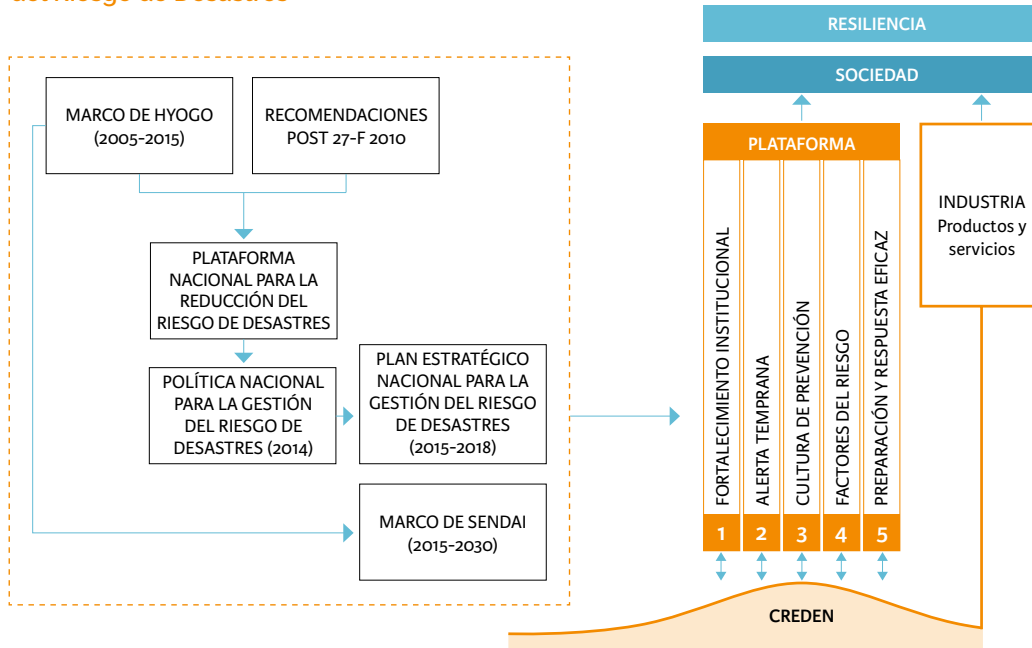 del Riesgo de Desastres
MARCO DE HYOGO
(2005-2015)
RECOMENDACIONES
POST 27-F 2010
PLATAFORMA
NACIONAL PARA LA
REDUCCIÓN DEL
RIESGO DE DESASTRES
POLÍTICA NACIONAL
PARA LA GESTIÓN
DEL RIESGO DE
DESASTRES (2014)
PLAN ESTRATÉGICO
NACIONAL PARA LA
GESTIÓN DEL RIESGO
DE DESASTRES
(2015-2018)
MARCO DE SENDAI
(2015-2030)
RESILIENCIA
SOCIEDAD
PLATAFORMA
FORTALECIMIENTO INSTITUCIONAL
ALERTA TEMPRANA
CULTURA DE PREVENCIÓN
FACTORES DEL RIESGO
PREPARACIÓN Y RESPUESTA EFICAZ
1 2 3 4 5
INDUSTRIA
Productos y
servicios
CREDEN